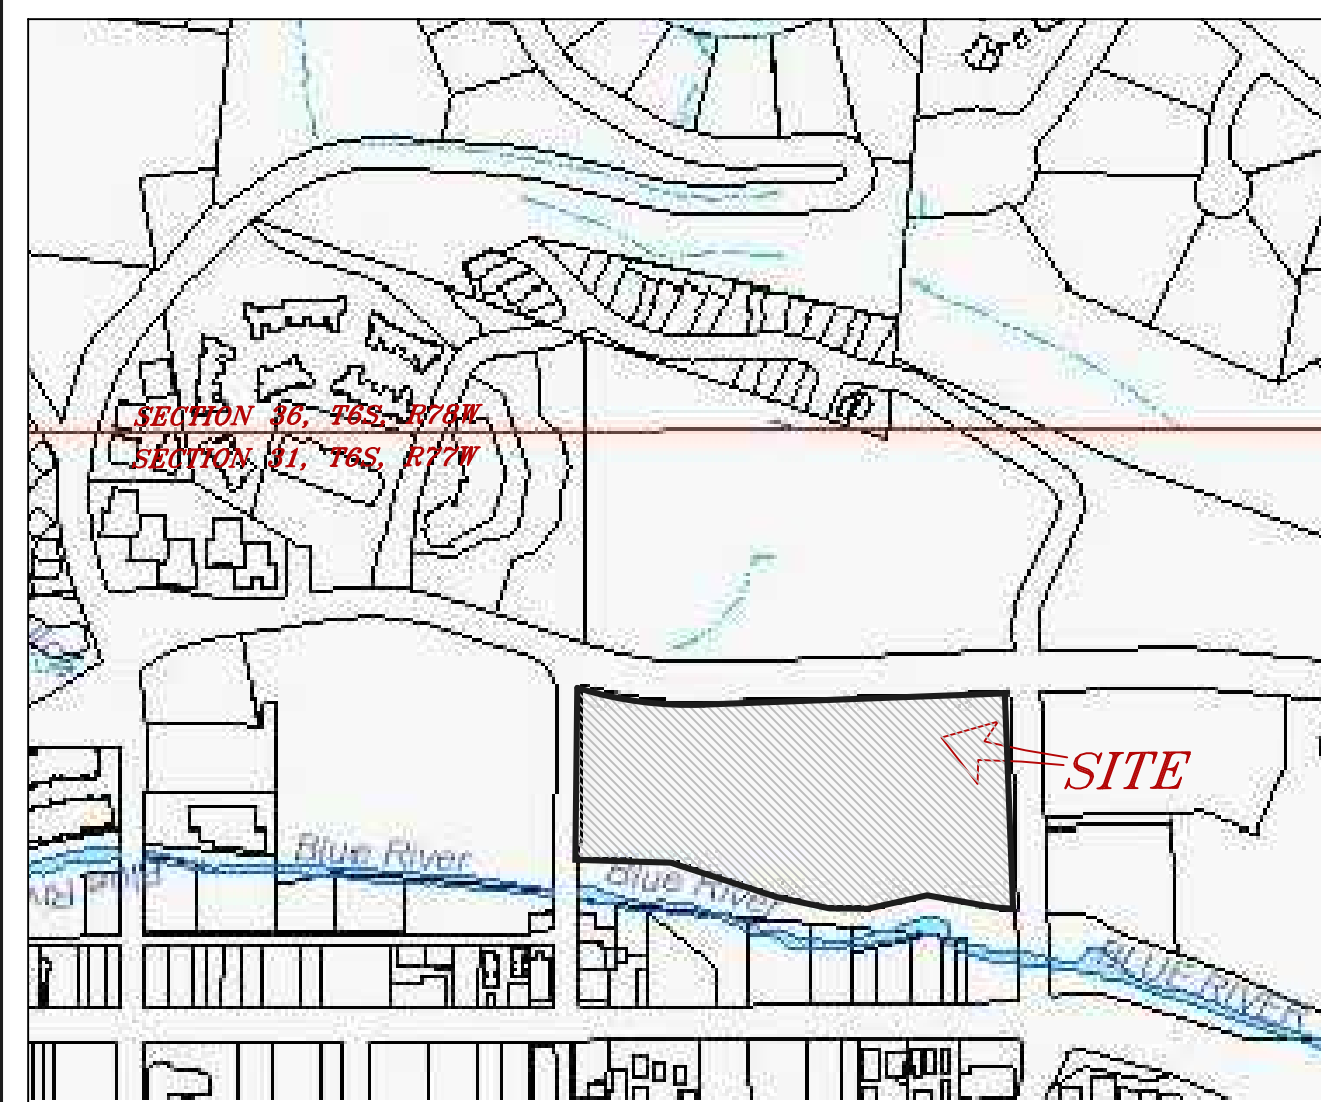 SECTION 36, T6S, R78W
SECTION 31, T6S, R77W
SITE
Blue River
Blue River
BLUE RIVER